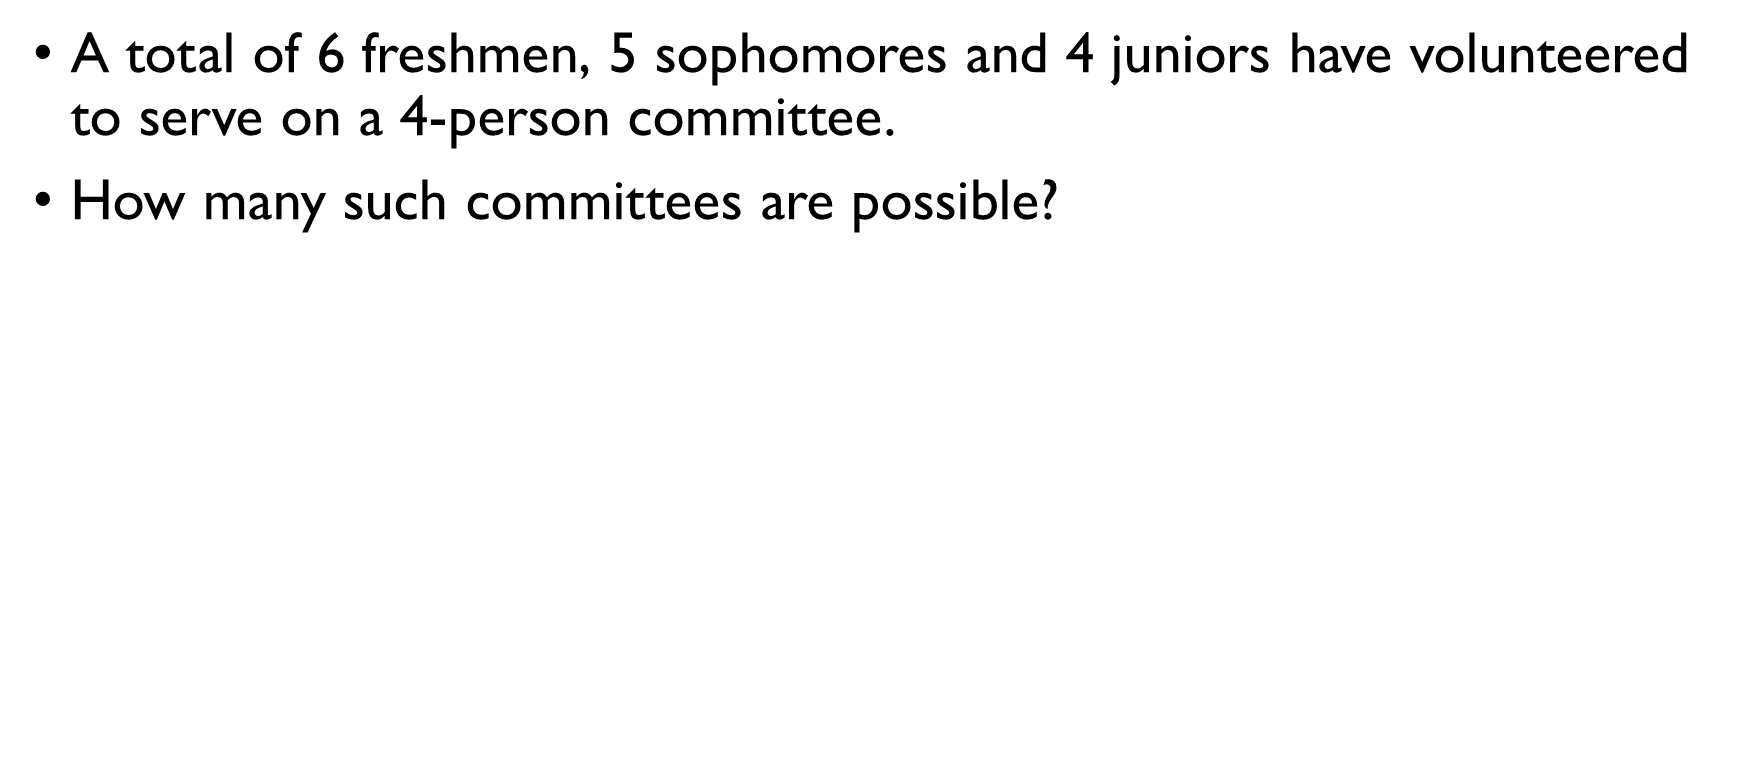 • A total of 6 freshmen, 5 sophomores and 4 juniors have volunteered
to serve on a 4-person committee.
• How many such committees are possible?